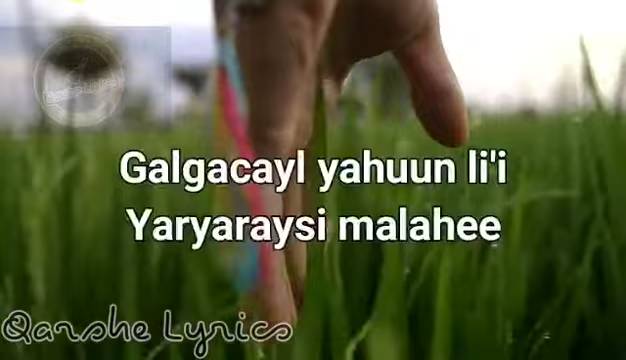 Galgacayl yahuun li'i
Yaryaraysi malahee
Qarshe Lyrics